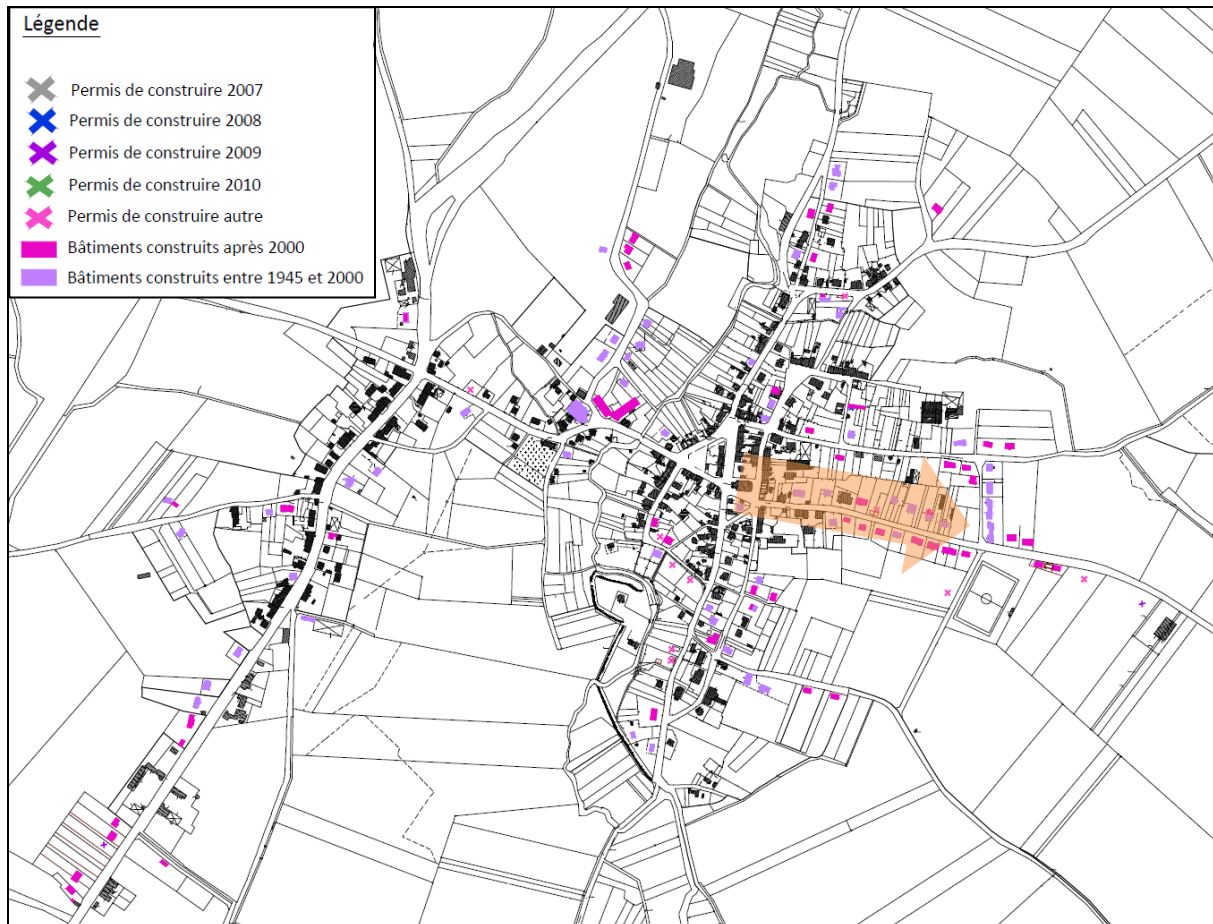 Légende
Permis de construire 2007
Permis de construire 2008
Permis de construire 2009
Permis de construire 2010
Permis de construire autre
Bâtiments construits après 2000
Bâtiments construits entre 1945 et 2000